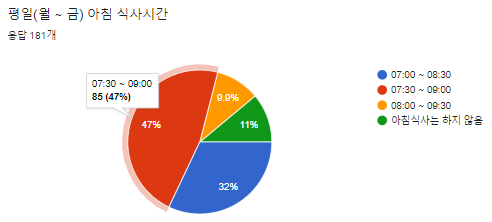 평일(월 ~ 금) 아침 식사시간
응답 181개
07:30 ~ 09:00
85 (47%)
47%
9.9%
11%
32%
07:00 ~ 08:30
07:30 ~ 09:00
08:00 ~ 09:30
아침식사는 하지 않음